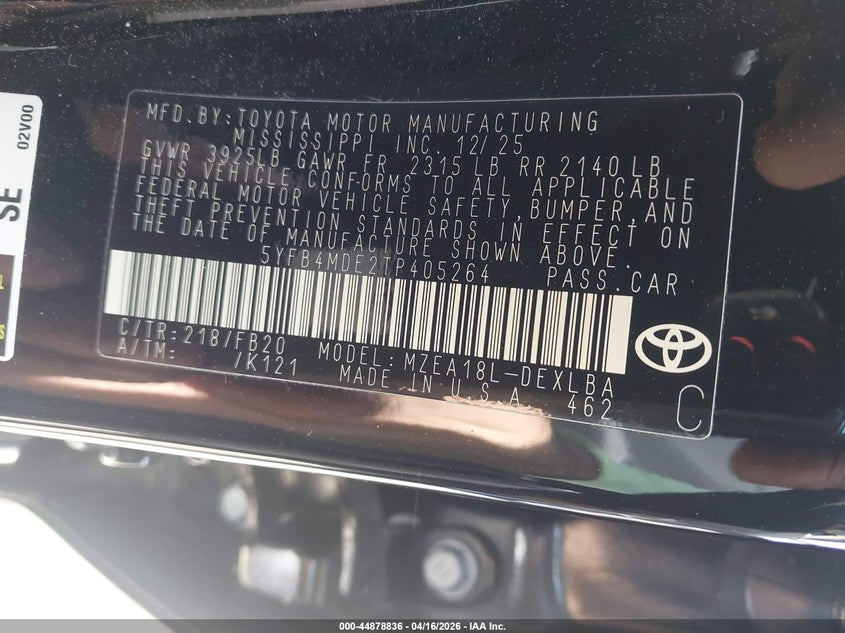 02V00
SE
MFD.BY:TOYOTA MOTOR MANUFACTURING
MISSISSIPPI INC. 12/25
GVWR 3925LB GAWR FR 2315 LB RR 2140 LB
THIS VEHICLE CONFORMS TO ALL APPLICABLE
FEDERAL MOTOR VEHICLE SAFETY,BUMPER,AND
THEFT PREVENTION STANDARDS IN EFFECT ON
THE DATE OF MANUFACTURE SHOWN ABOVE.
5YFB4MDE2TP405264 PASS.CAR
C/TR:218/FB20 MODEL:MZEA18L-DEXLBA
A/TM: /K121 MADE IN U.S.A. 462
C
000-44878836 - 04/16/2026 - IAA Inc.